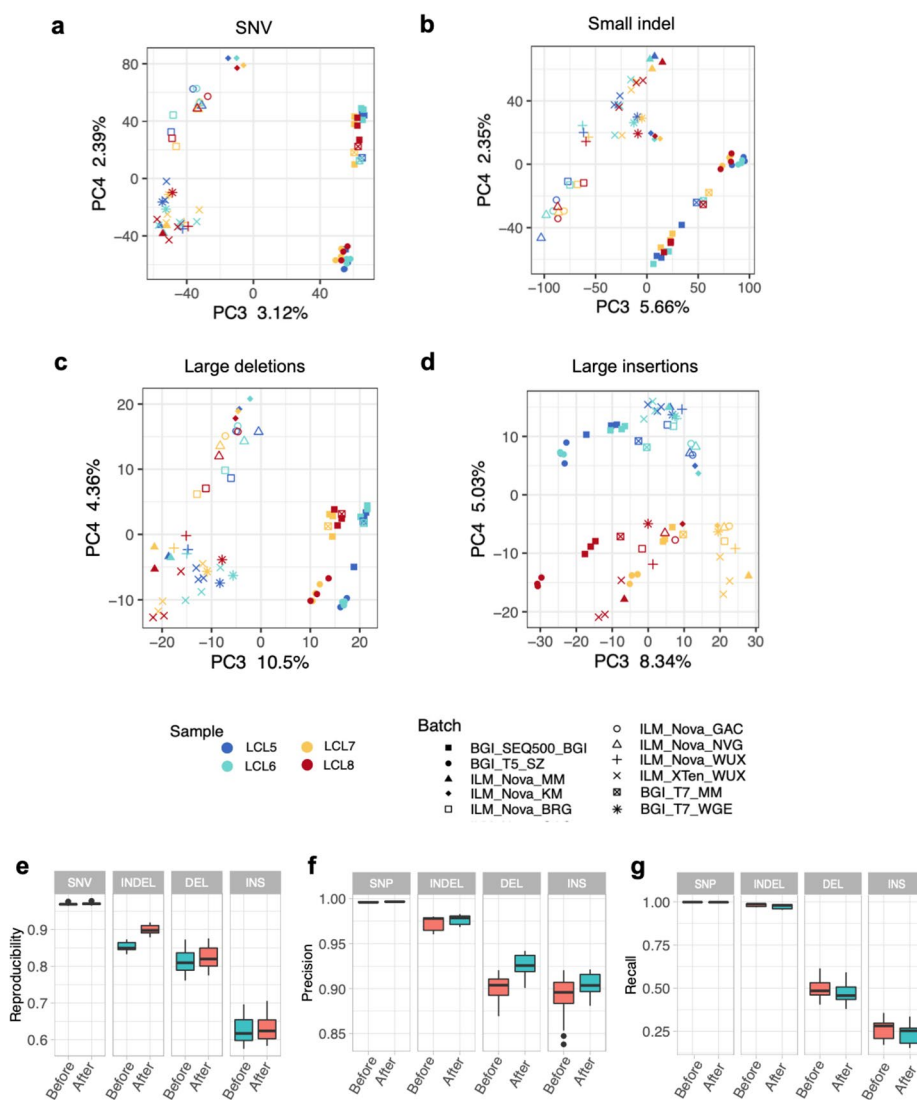 a
SNV
PC4 2.39%
80
40
0
−40
−40
0
40
PC3 3.12%
b
Small indel
PC4 2.35%
40
0
−40
−100
−50
0
50
100
PC3 5.66%
c
Large deletions
PC4 4.36%
20
10
0
−10
−20
−10
0
10
20
PC3 10.5%
d
Large insertions
PC4 5.03%
10
0
−10
−20
−30
−20
−10
0
10
20
30
PC3 8.34%
Sample
LCL5
LCL7
LCL6
LCL8
Batch
BGI_SEQ500_BGI
BGI_T5_SZ
ILM_Nova_MM
ILM_Nova_KM
ILM_Nova_BRG
ILM_Nova_GAC
ILM_Nova_NVG
ILM_Nova_WUX
ILM_XTen_WUX
BGI_T7_MM
BGI_T7_WGE
e
SNV
INDEL
DEL
INS
Reproducibility
0.9
0.8
0.7
0.6
Before
After
Before
After
Before
After
Before
After
f
SNP
INDEL
DEL
INS
Precision
1.00
0.95
0.90
0.85
Before
After
Before
After
Before
After
Before
After
g
SNP
INDEL
DEL
INS
Recall
1.00
0.75
0.50
0.25
Before
After
Before
After
Before
After
Before
After